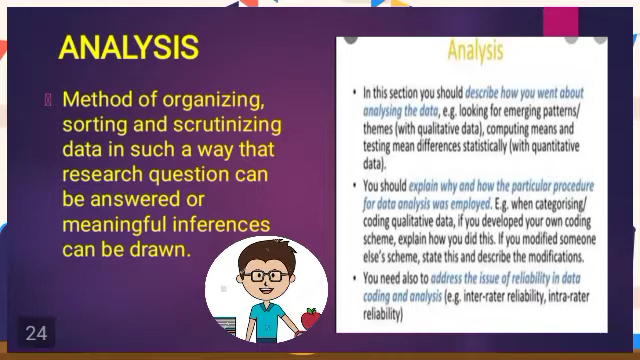 ANALYSIS
Method of organizing,
sorting and scrutinizing
data in such a way that
research question can
be answered or
meaningful inferences
can be drawn.
24
Analysis
• In this section you should describe how you went about
analysing the data, e.g. looking for emerging patterns/
themes (with qualitative data), computing means and
testing mean differences statistically (with quantitative
data).
• You should explain why and how the particular procedure
for data analysis was employed. E.g. when categorising/
coding qualitative data, if you developed your own coding
scheme, explain how you did this. If you modified someone
else's scheme, state this and describe the modifications.
• You need also to address the issue of reliability in data
coding and analysis (e.g. inter-rater reliability, intra-rater
reliability)